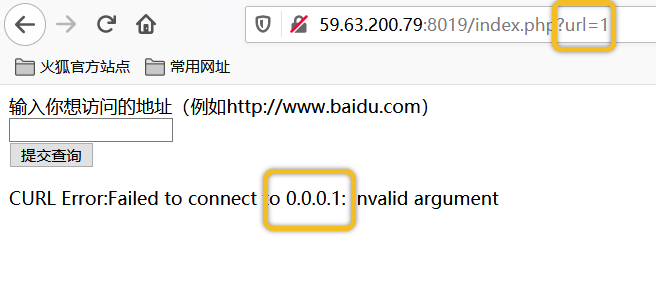 59.63.200.79:8019/index.php?url=1
火狐官方站点 常用网址
输入你想访问的地址（例如http://www.baidu.com）
提交查询
CURL Error:Failed to connect to 0.0.0.1: Invalid argument